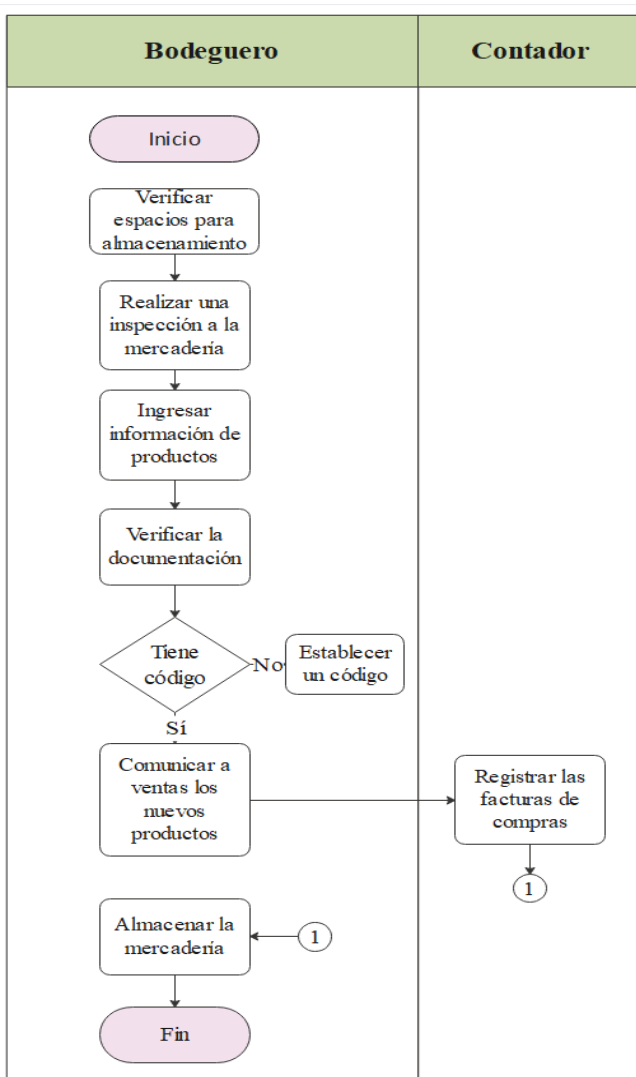 Bodeguero
Contador
Inicio
Verificar
espacios para
almacenamiento
Realizar una
inspección a la
mercadería
Ingresar
información de
productos
Verificar la
documentación
Tiene
código
No
Establecer
un código
Sí
Comunicar a
ventas los
nuevos
productos
Registrar las
facturas de
compras
1
Almacenar la
mercadería
1
Fin